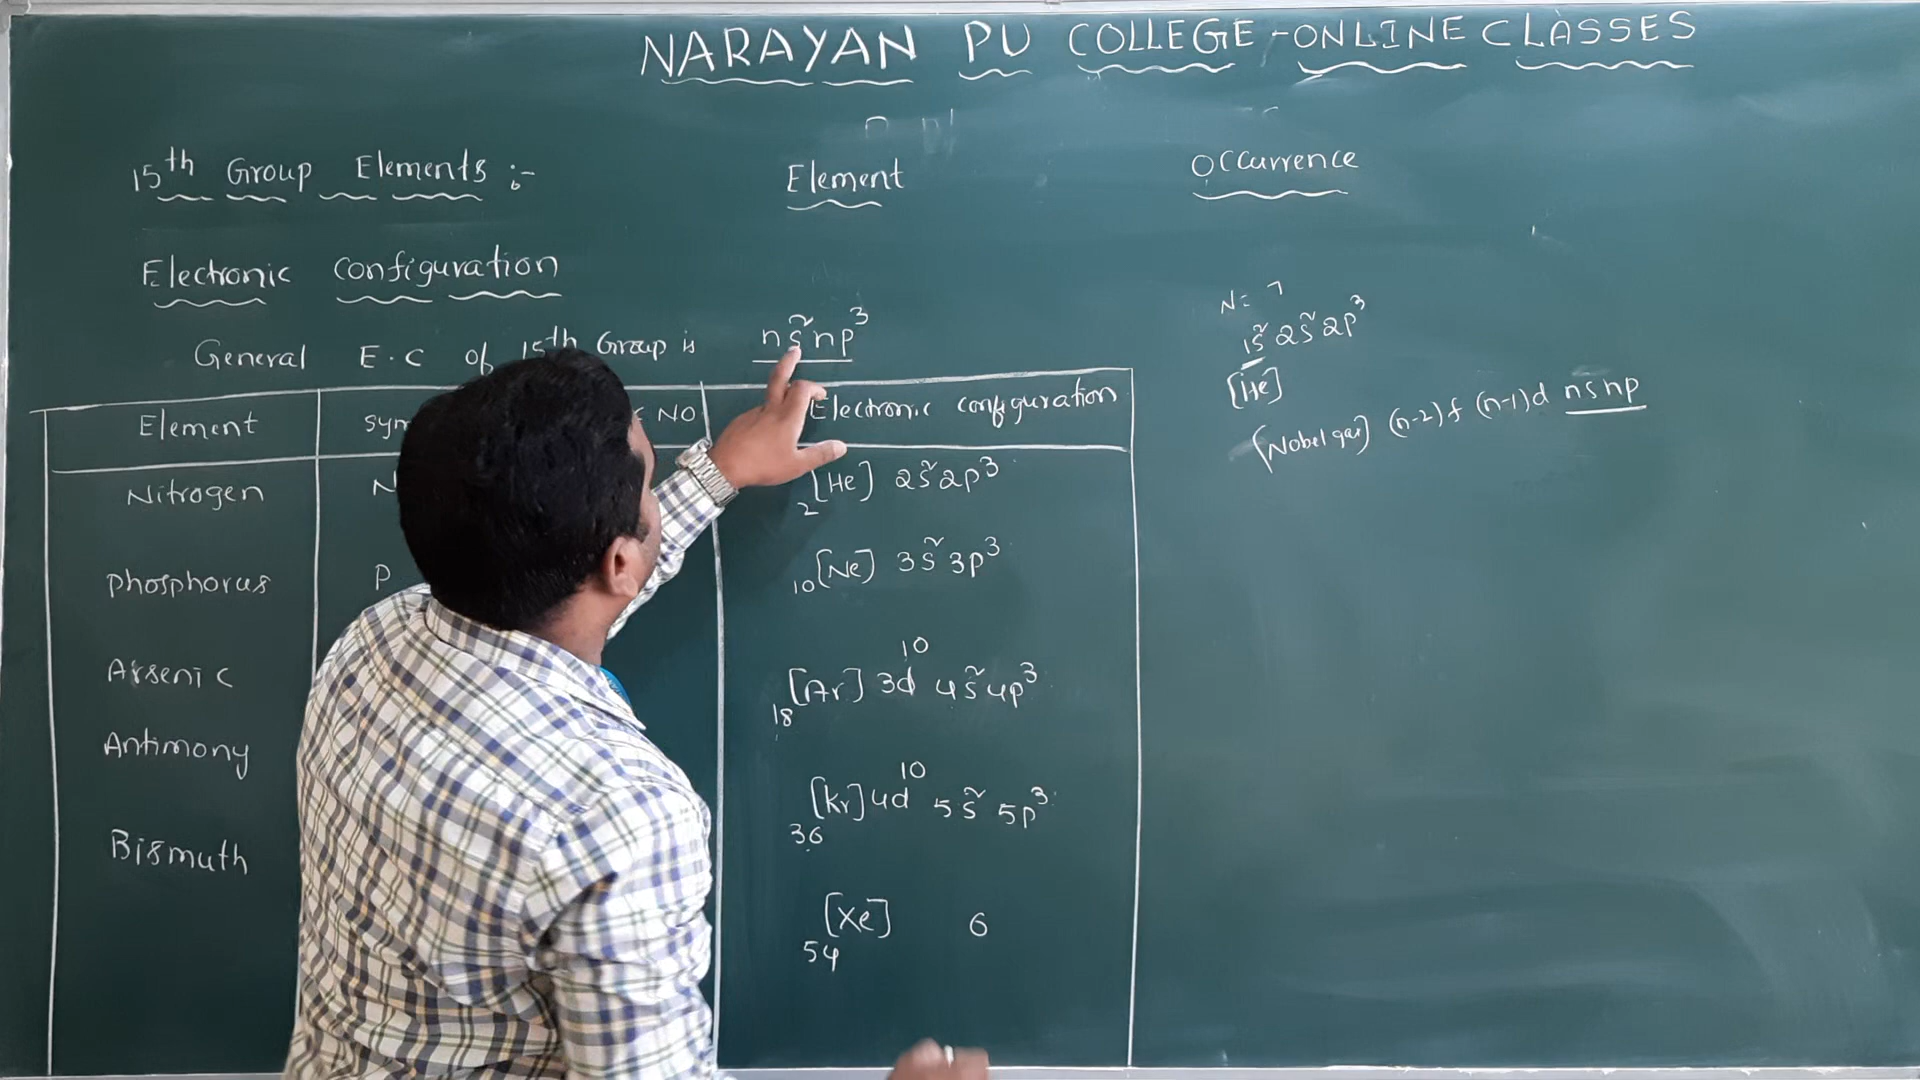 NARAYAN PU COLLEGE - ONLINE CLASSES
15th Group Elements :-
Element
Occurrence
Electronic configuration
General E.C of 15th Group is ns² np³
N = 7
1s² 2s² 2p³
[He]
[Nobel gas] (n-2)f (n-1)d ns np
Element
NO
Electronic configuration
Nitrogen
N
2[He] 2s² 2p³
phosphorus
P
10[Ne] 3s² 3p³
Arsenic
18[Ar] 3d10 4s² 4p³
Antimony
36[Kr] 4d10 5s² 5p³
Bismuth
54[Xe] 6